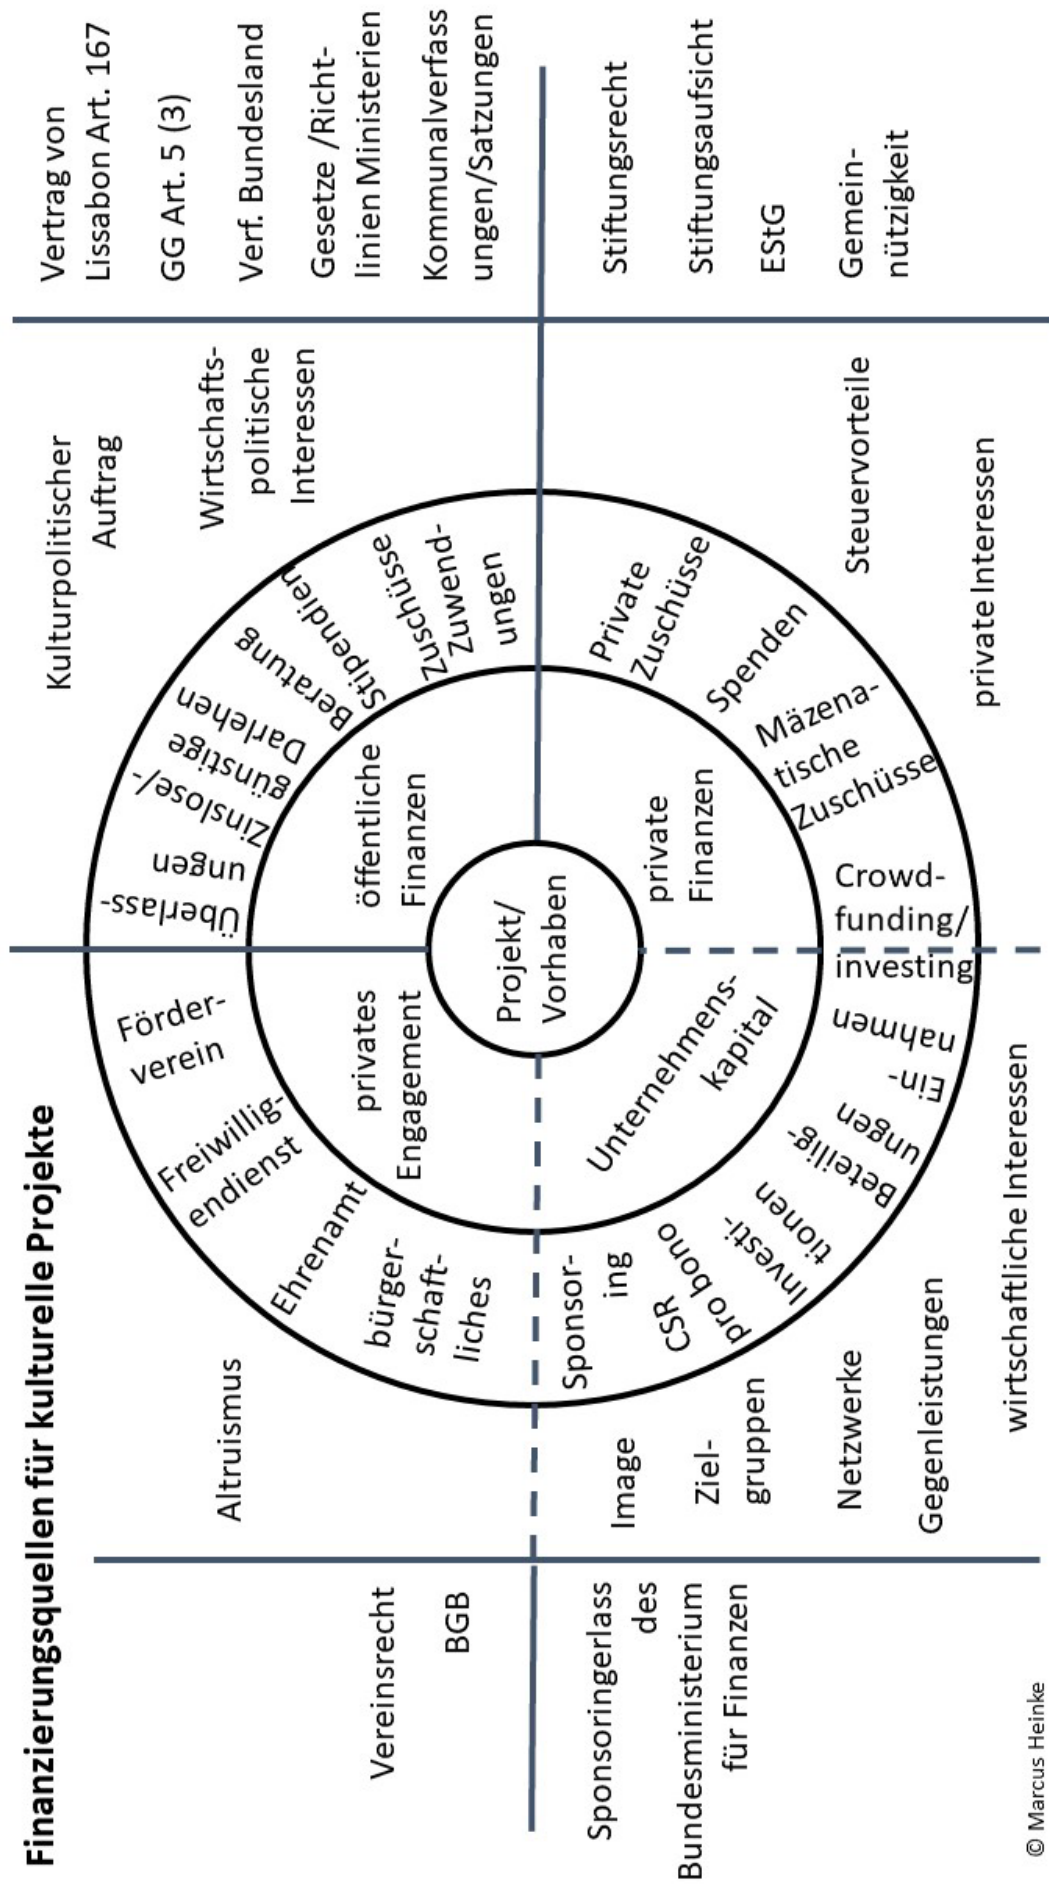 Finanzierungsquellen für kulturelle Projekte
Vereinsrecht
BGB
Altruismus
Förder-
verein
Freiwillig-
endienst
Ehrenamt
bürger-
schaft-
liches
privates
Engagement
Kulturpolitischer
Auftrag
Wirtschafts-
politische
Interessen
Überlass-
ungen
Zinslose/-
günstige
Darlehen
Beratung
Stipendien
Zuschüsse
Zuwend-
ungen
öffentliche
Finanzen
Vertrag von
Lissabon Art. 167
GG Art. 5 (3)
Verf. Bundesland
Gesetze /Richt-
linien Ministerien
Kommunalverfass
ungen/Satzungen
Projekt/
Vorhaben
Sponsoringerlass
des
Bundesministerium
für Finanzen
Image
Ziel-
gruppen
Netzwerke
Gegenleistungen
wirtschaftliche Interessen
Sponsor-
ing
CSR
pro bono
Investi-
tionen
Beteilig-
ungen
Ein-
nahmen
Unternehmens-
kapital
Crowd-
funding/
investing
private
Finanzen
Private
Zuschüsse
Spenden
Mäzena-
tische
Zuschüsse
Steuervorteile
private Interessen
Stiftungsrecht
Stiftungsaufsicht
EStG
Gemein-
nützigkeit
© Marcus Heinke